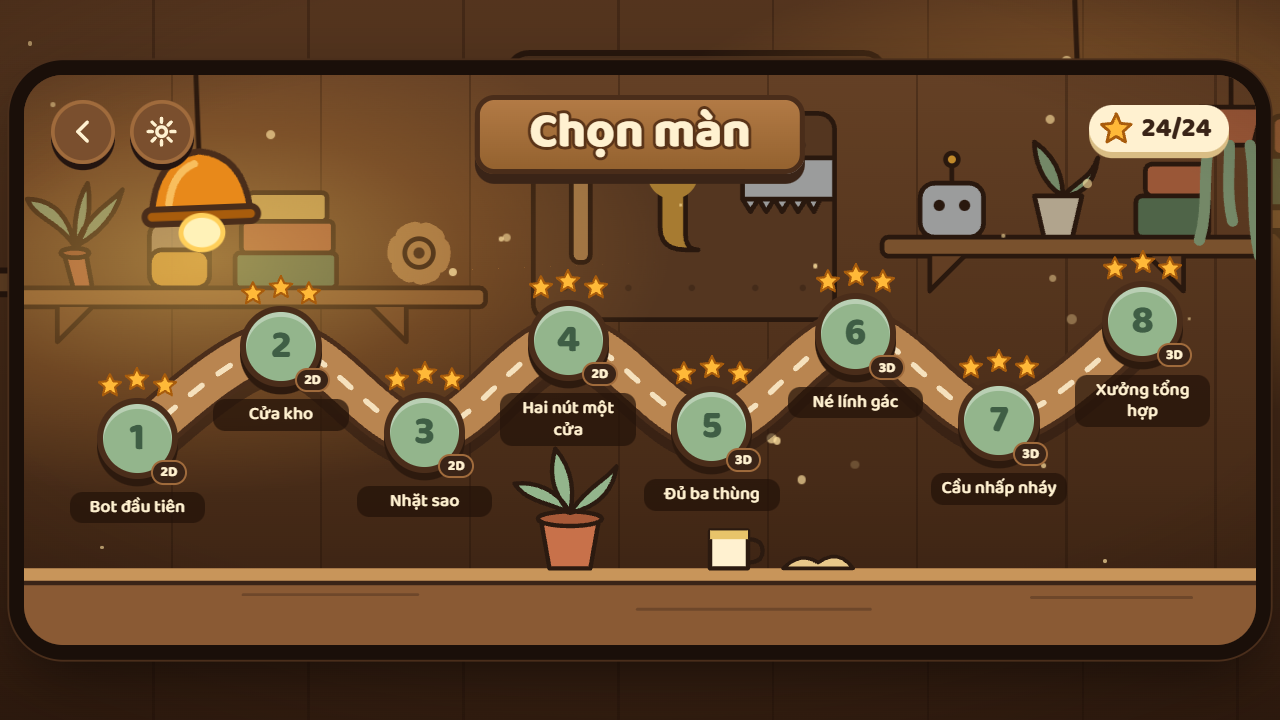 Chọn màn
24/24
1
2D
Bot đầu tiên
2
2D
Cửa kho
3
2D
Nhặt sao
4
2D
Hai nút một
cửa
5
3D
Đủ ba thùng
6
3D
Né lính gác
7
3D
Cầu nhấp nháy
8
3D
Xưởng tổng
hợp